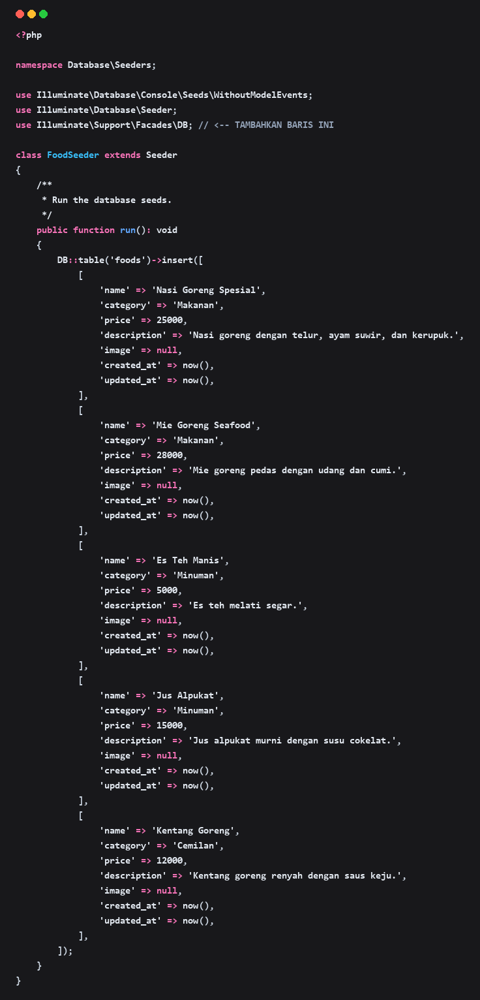 <?php

namespace Database\Seeders;

use Illuminate\Database\Console\Seeds\WithoutModelEvents;
use Illuminate\Database\Seeder;
use Illuminate\Support\Facades\DB; // <-- TAMBAHKAN BARIS INI

class FoodSeeder extends Seeder
{
    /**
     * Run the database seeds.
     */
    public function run(): void
    {
        DB::table('foods')->insert([
            [
                'name' => 'Nasi Goreng Spesial',
                'category' => 'Makanan',
                'price' => 25000,
                'description' => 'Nasi goreng dengan telur, ayam suwir, dan kerupuk.',
                'image' => null,
                'created_at' => now(),
                'updated_at' => now(),
            ],
            [
                'name' => 'Mie Goreng Seafood',
                'category' => 'Makanan',
                'price' => 28000,
                'description' => 'Mie goreng pedas dengan udang dan cumi.',
                'image' => null,
                'created_at' => now(),
                'updated_at' => now(),
            ],
            [
                'name' => 'Es Teh Manis',
                'category' => 'Minuman',
                'price' => 5000,
                'description' => 'Es teh melati segar.',
                'image' => null,
                'created_at' => now(),
                'updated_at' => now(),
            ],
            [
                'name' => 'Jus Alpukat',
                'category' => 'Minuman',
                'price' => 15000,
                'description' => 'Jus alpukat murni dengan susu cokelat.',
                'image' => null,
                'created_at' => now(),
                'updated_at' => now(),
            ],
            [
                'name' => 'Kentang Goreng',
                'category' => 'Cemilan',
                'price' => 12000,
                'description' => 'Kentang goreng renyah dengan saus keju.',
                'image' => null,
                'created_at' => now(),
                'updated_at' => now(),
            ],
        ]);
    }
}